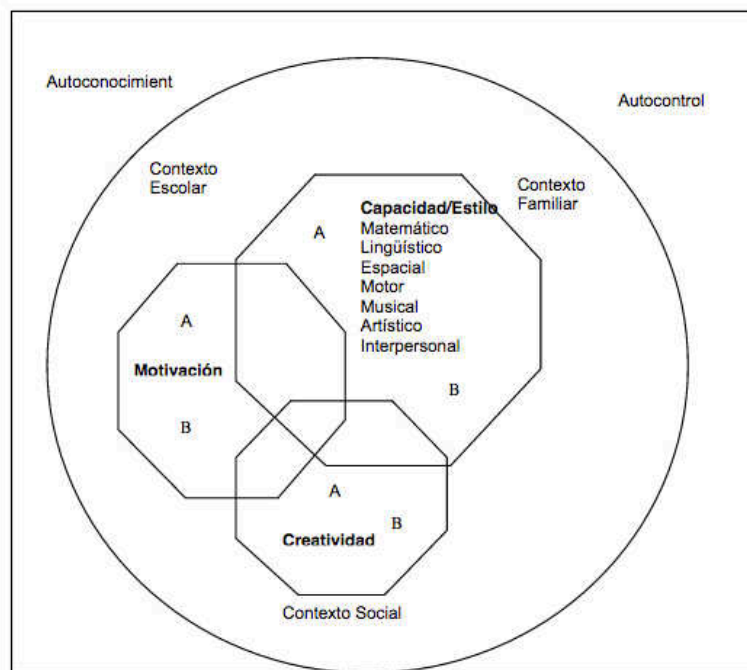 Autoconocimient
Autocontrol
Contexto
Escolar
Contexto
Familiar
Capacidad/Estilo
A
Matemático
Lingüístico
Espacial
Motor
Musical
Artístico
Interpersonal
A
Motivación
B
B
A
B
Creatividad
Contexto Social